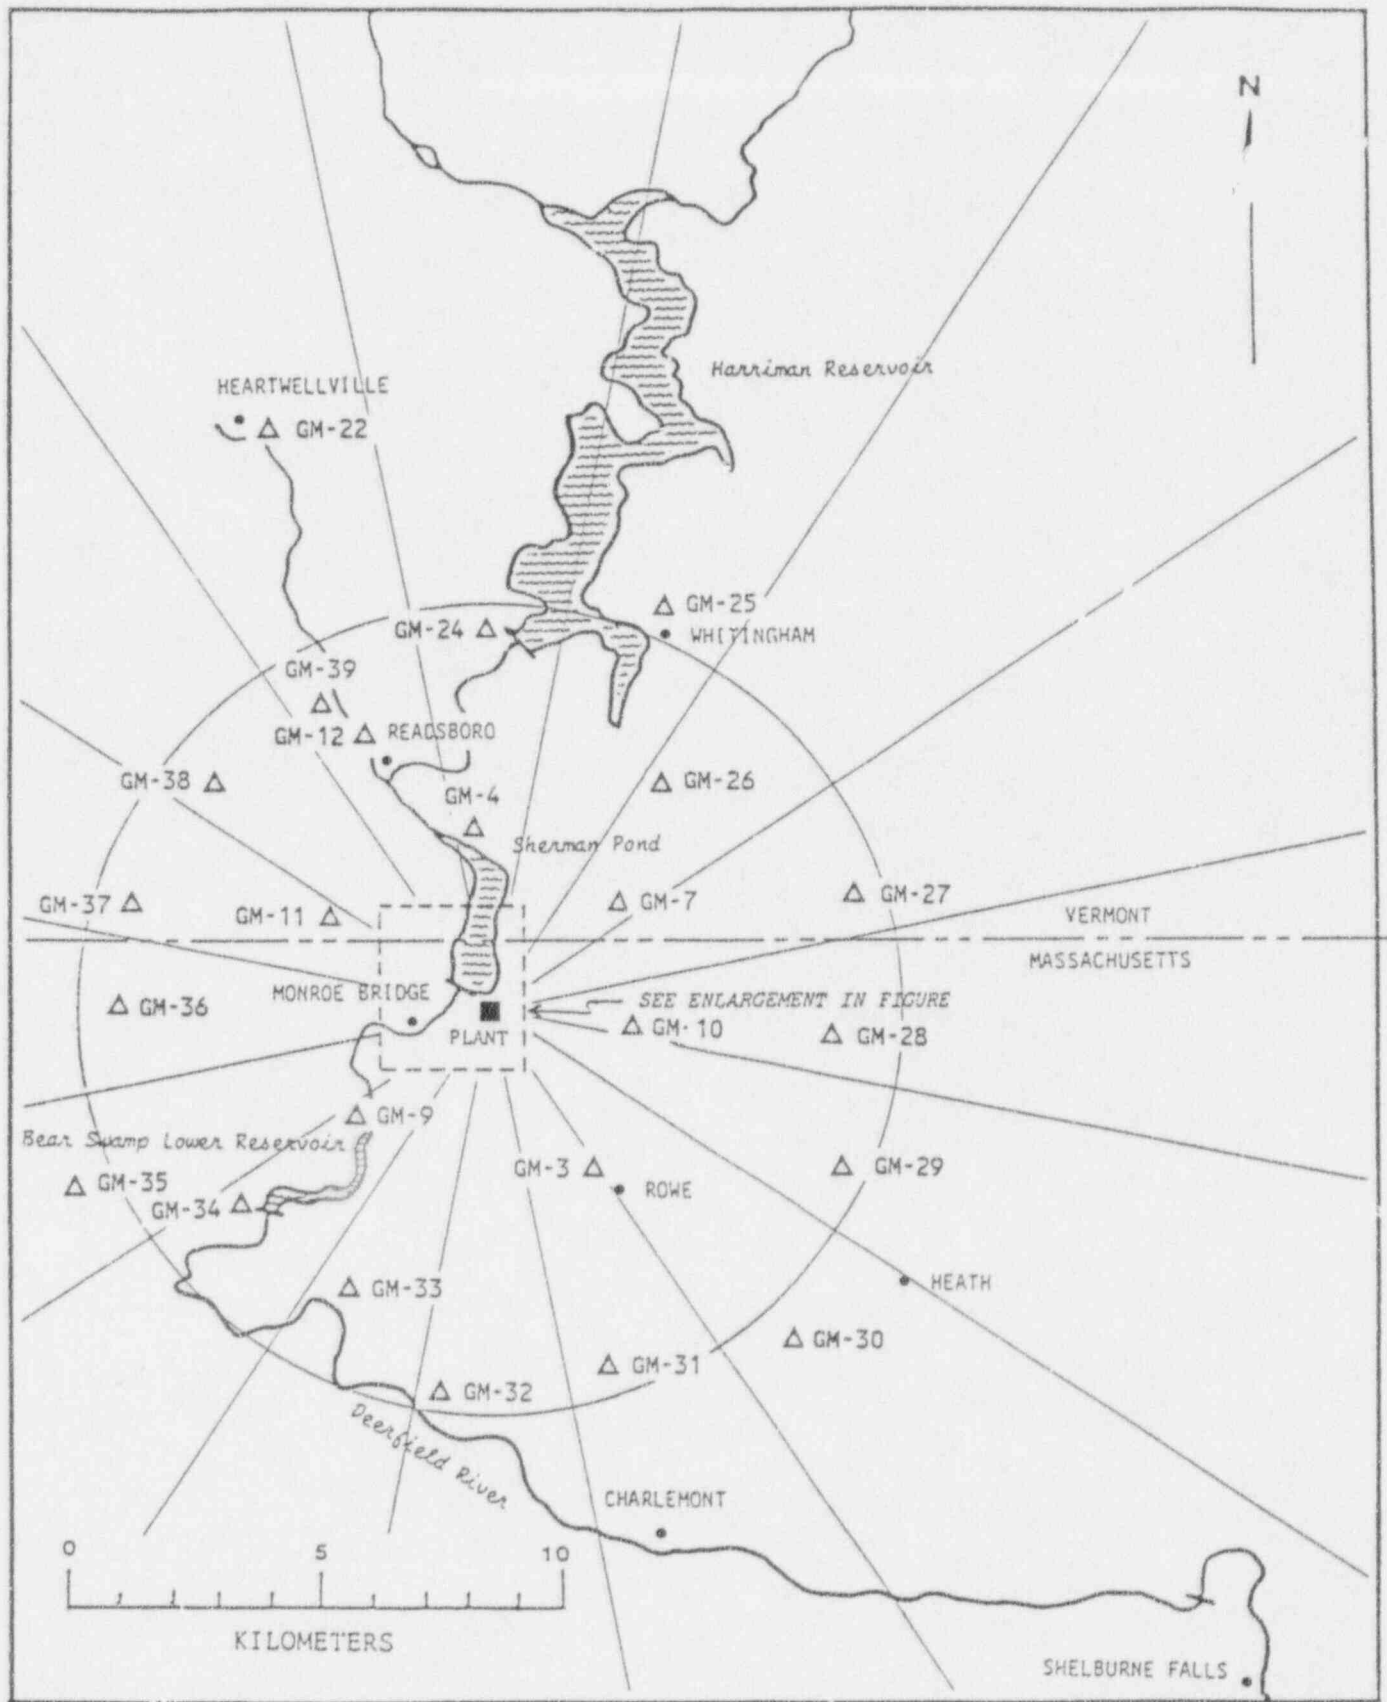 N
Harriman Reservoir
HEARTWELLVILLE
GM-22
GM-25
GM-24
WHITINGHAM
GM-39
GM-12
READSBORO
GM-38
GM-26
GM-4
Sherman Pond
GM-37
GM-11
GM-7
GM-27
VERMONT
MASSACHUSETTS
MONROE BRIDGE
SEE ENLARGEMENT IN FIGURE
GM-36
GM-10
GM-28
PLANT
GM-9
Bear Swamp Lower Reservoir
GM-3
GM-29
GM-35
ROWE
GM-34
GM-33
HEATH
GM-30
GM-31
GM-32
Deerfield River
CHARLEMONT
0 5 10
KILOMETERS
SHELBURNE FALLS